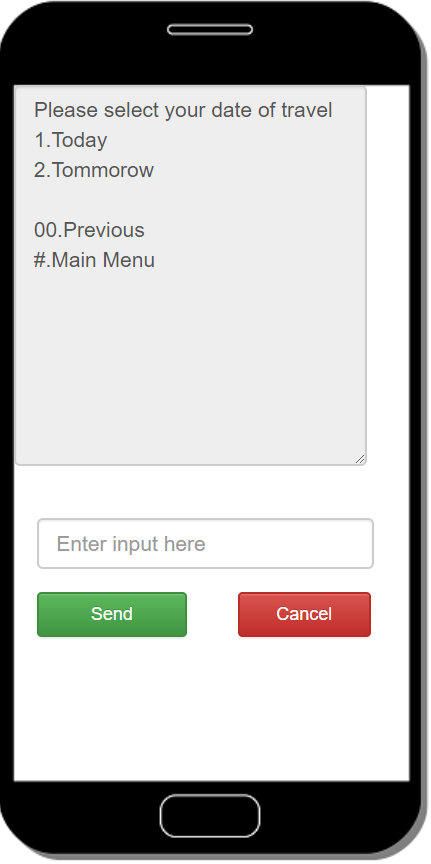 Please select your date of travel
1.Today
2.Tommorow
00.Previous
#.Main Menu
Enter input here
Send
Cancel